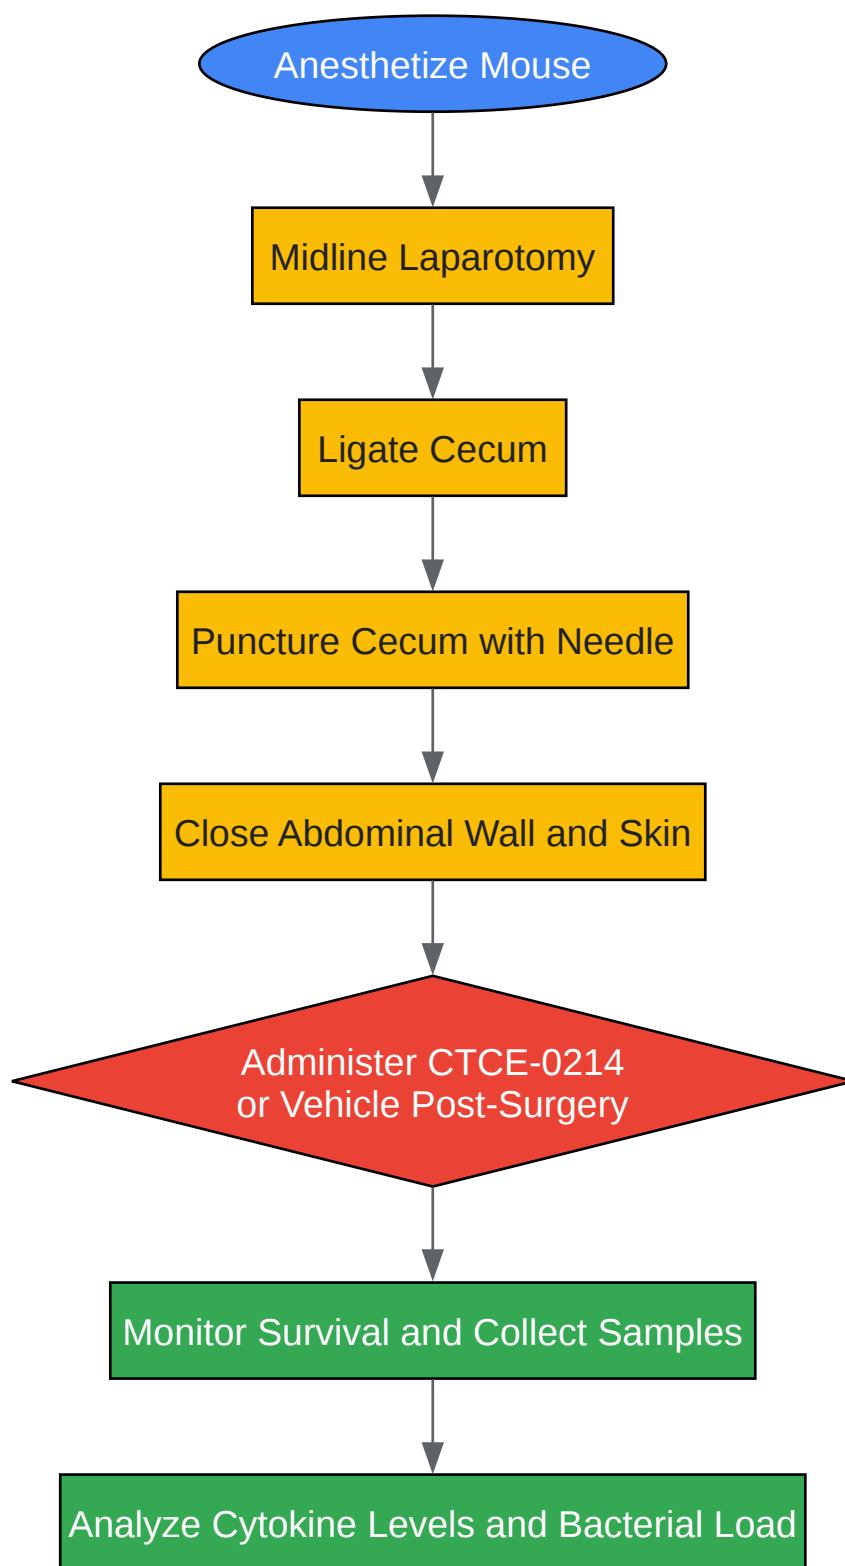 Anesthetize Mouse
Midline Laparotomy
Ligate Cecum
Puncture Cecum with Needle
Close Abdominal Wall and Skin
Administer CTCE-0214
or Vehicle Post-Surgery
Monitor Survival and Collect Samples
Analyze Cytokine Levels and Bacterial Load